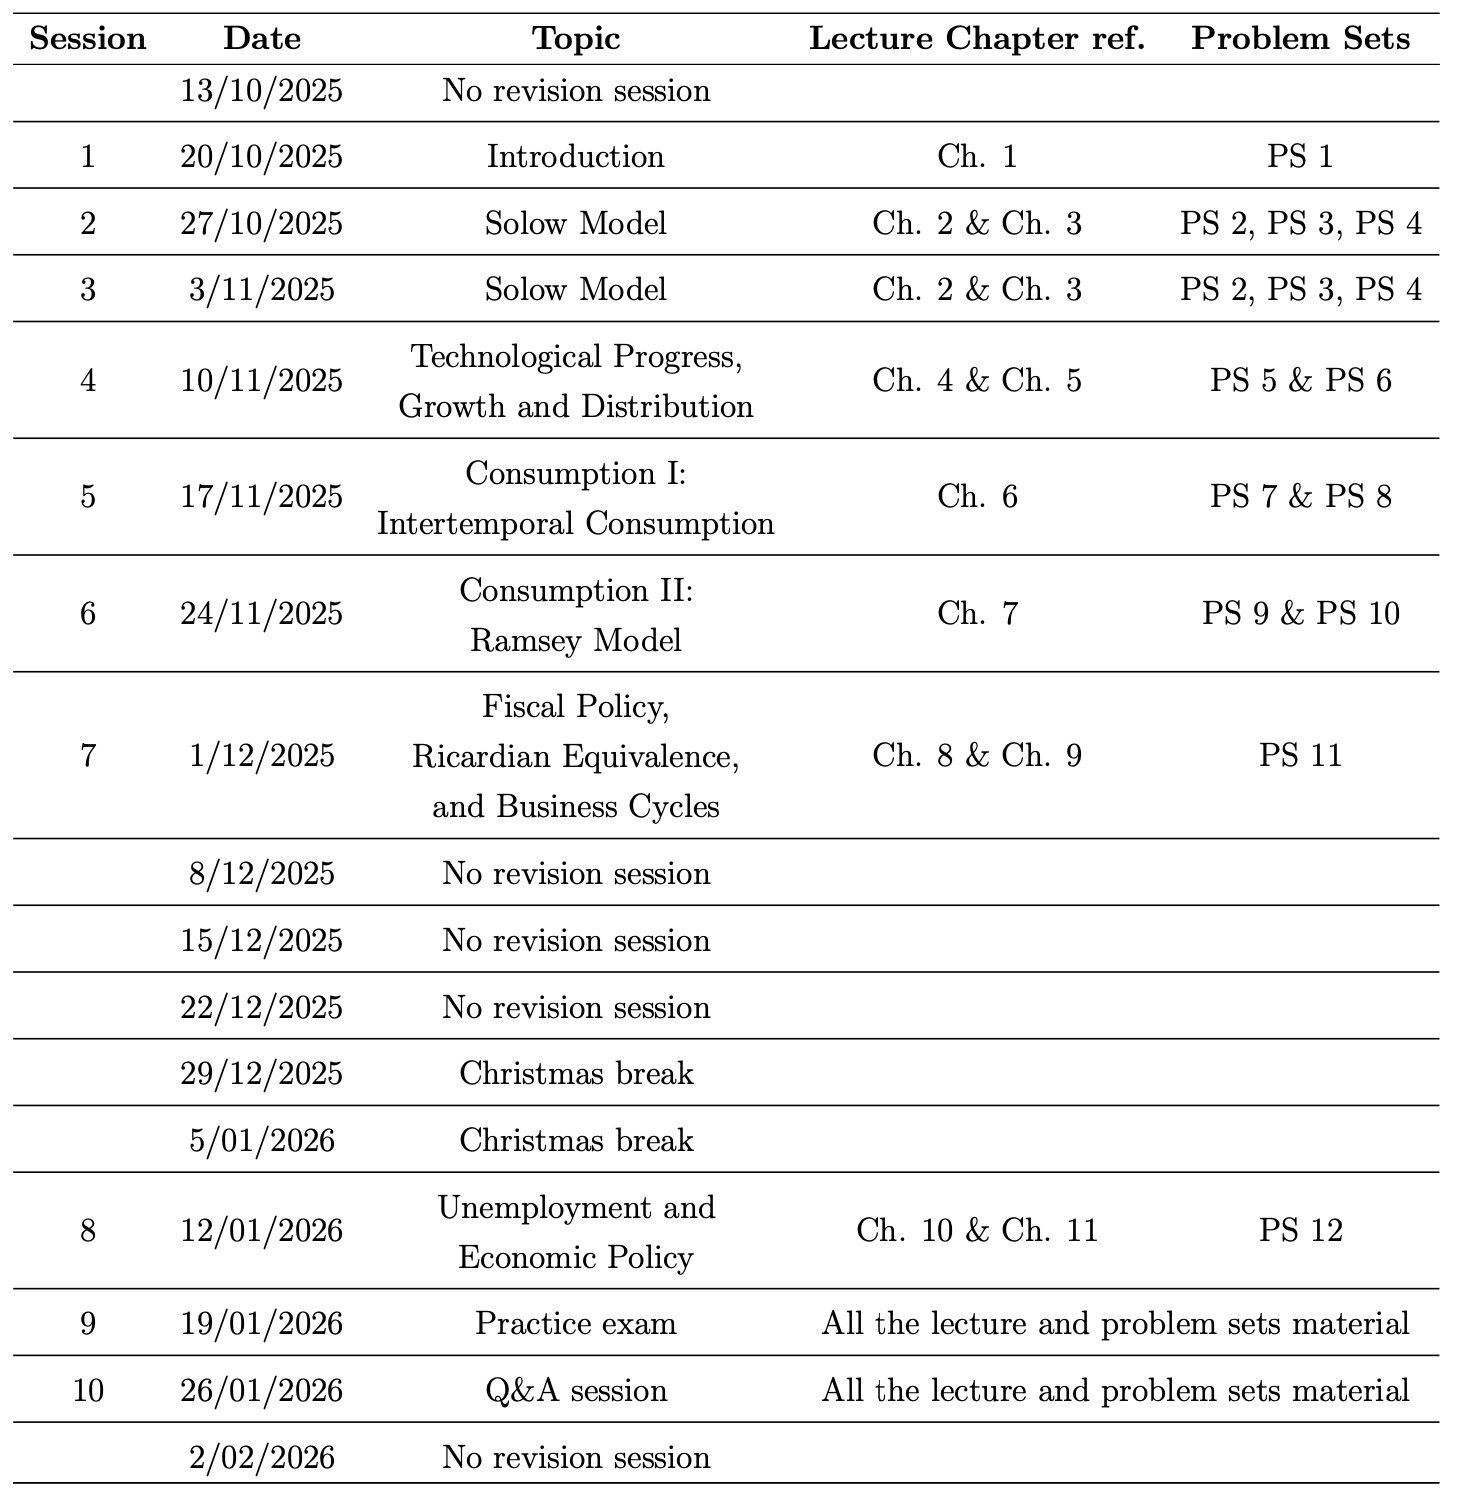 Session Date Topic Lecture Chapter ref. Problem Sets
13/10/2025 No revision session
1 20/10/2025 Introduction Ch. 1 PS 1
2 27/10/2025 Solow Model Ch. 2 & Ch. 3 PS 2, PS 3, PS 4
3 3/11/2025 Solow Model Ch. 2 & Ch. 3 PS 2, PS 3, PS 4
Technological Progress,
4 10/11/2025 Ch. 4 & Ch. 5 PS 5 & PS 6
Growth and Distribution
Consumption I:
5 17/11/2025 Ch. 6 PS 7 & PS 8
Intertemporal Consumption
Consumption II:
6 24/11/2025 Ch. 7 PS 9 & PS 10
Ramsey Model
Fiscal Policy,
7 1/12/2025 Ricardian Equivalence, Ch. 8 & Ch. 9 PS 11
and Business Cycles
8/12/2025 No revision session
15/12/2025 No revision session
22/12/2025 No revision session
29/12/2025 Christmas break
5/01/2026 Christmas break
Unemployment and
8 12/01/2026 Ch. 10 & Ch. 11 PS 12
Economic Policy
9 19/01/2026 Practice exam All the lecture and problem sets material
10 26/01/2026 Q&A session All the lecture and problem sets material
2/02/2026 No revision session